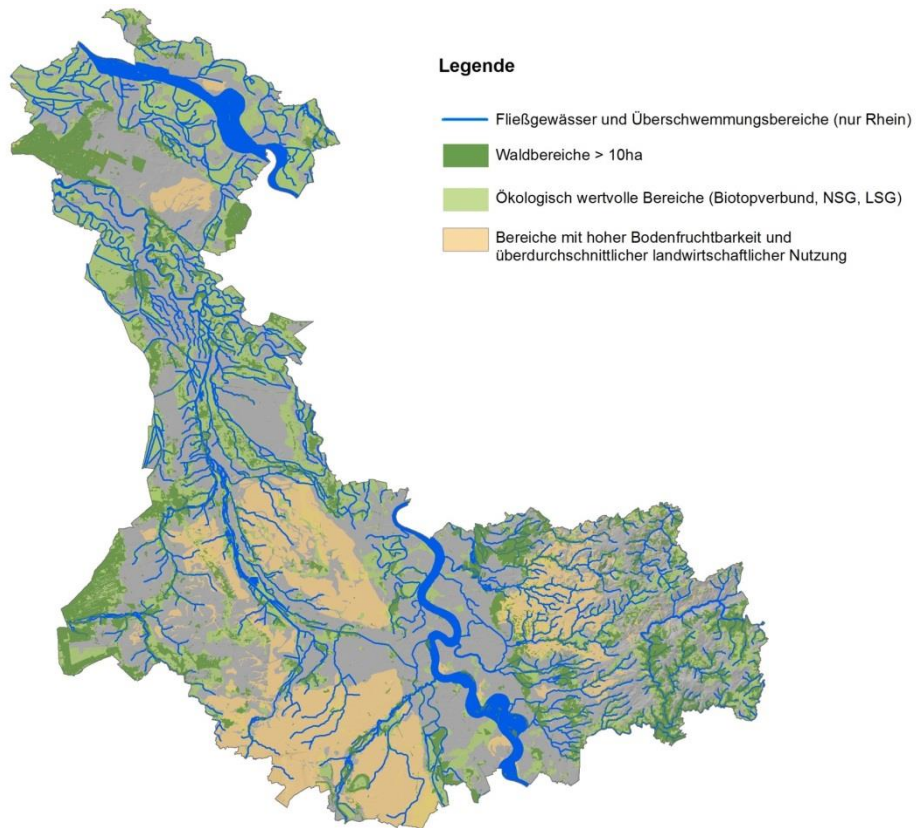 Legende
Fließgewässer und Überschwemmungsbereiche (nur Rhein)
Waldbereiche > 10ha
Ökologisch wertvolle Bereiche (Biotopverbund, NSG, LSG)
Bereiche mit hoher Bodenfruchtbarkeit und
überdurchschnittlicher landwirtschaftlicher Nutzung